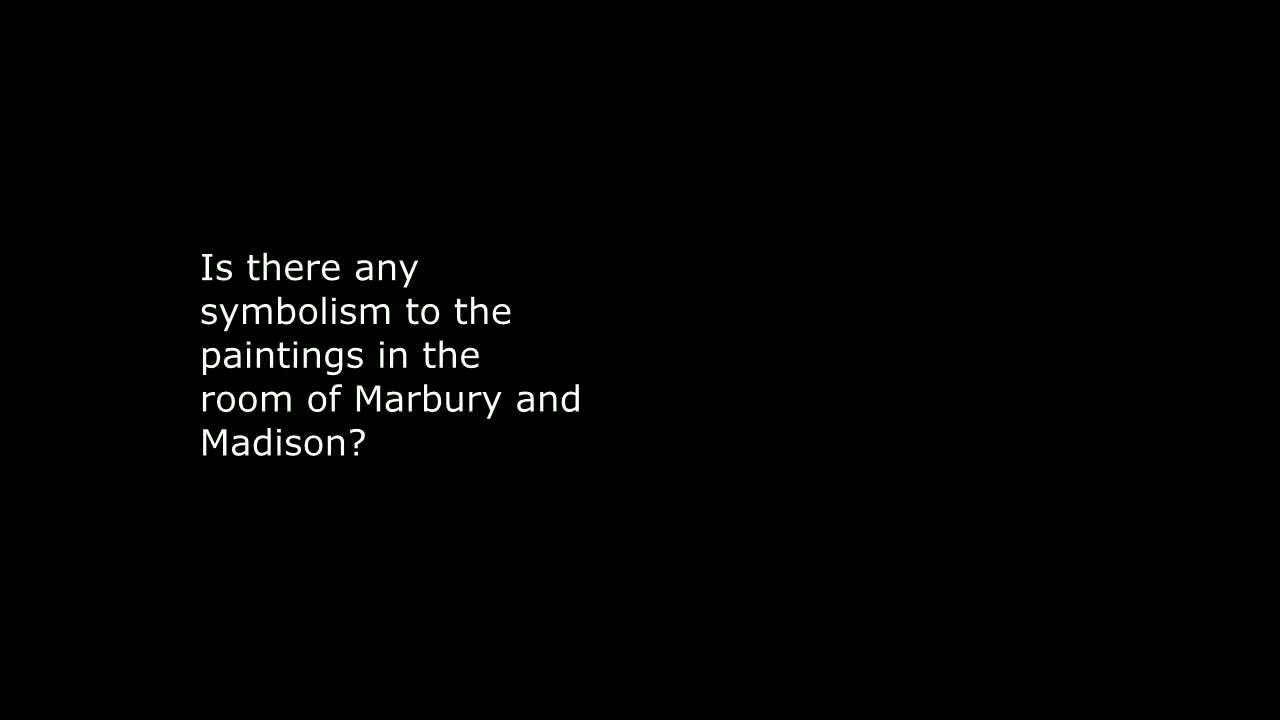 Is there any
symbolism to the
paintings in the
room of Marbury and
Madison?